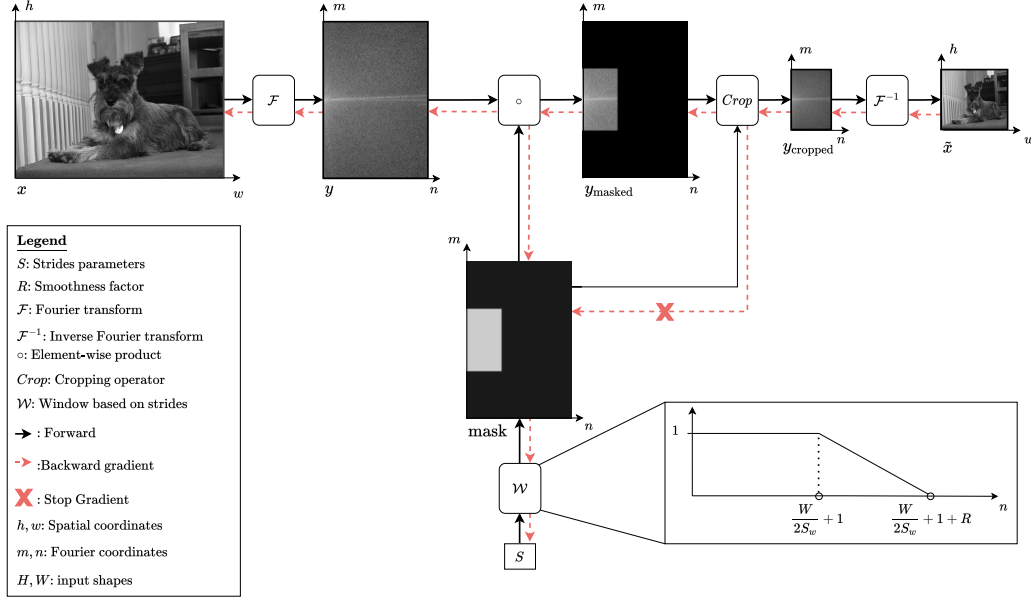 h
m
m
m
h
F
∘
Crop
F⁻¹
x
w
y
n
y_masked
n
y_cropped
n
x̃
w
Legend
S: Strides parameters
R: Smoothness factor
F: Fourier transform
F⁻¹: Inverse Fourier transform
∘: Element-wise product
Crop: Cropping operator
W: Window based on strides
: Forward
:Backward gradient
X : Stop Gradient
h, w: Spatial coordinates
m, n: Fourier coordinates
H, W: input shapes
m
X
mask
n
W
S
1
W/2S_w + 1
W/2S_w + 1 + R
n